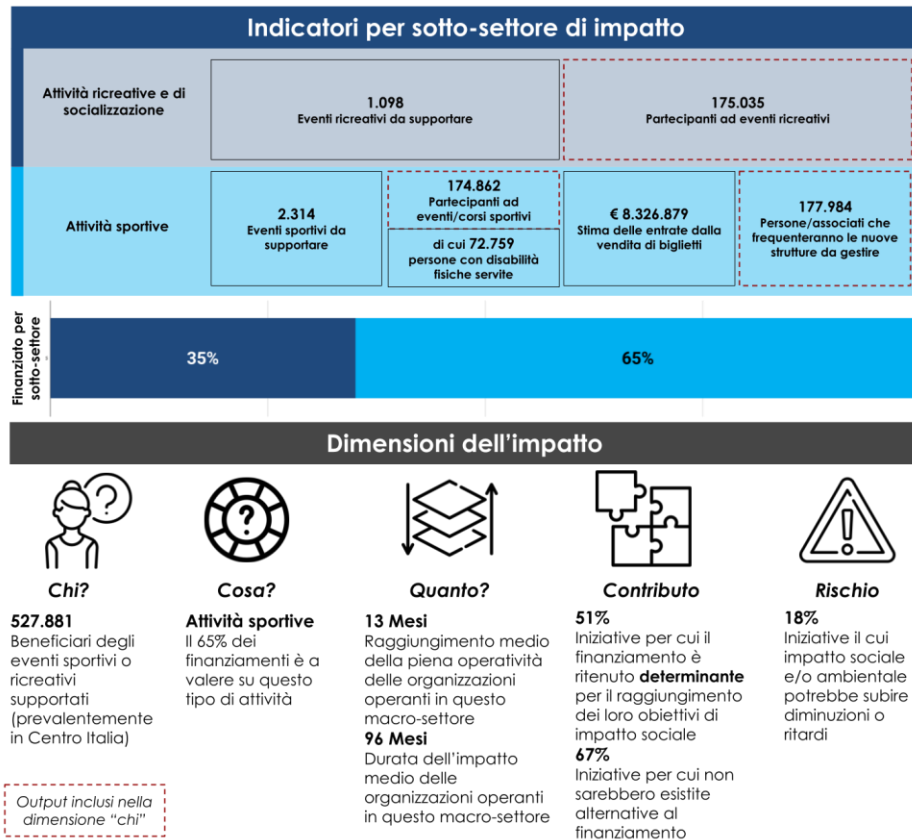 Indicatori per sotto-settore di impatto
Attività ricreative e di
socializzazione
1.098
Eventi ricreativi da supportare
175.035
Partecipanti ad eventi ricreativi
Attività sportive
2.314
Eventi sportivi da
supportare
174.862
Partecipanti ad
eventi/corsi sportivi
di cui 72.759
persone con disabilità
fisiche servite
€ 8.326.879
Stima delle entrate dalla
vendita di biglietti
177.984
Persone/associati che
frequenteranno le nuove
strutture da gestire
Finanziato per
sotto-settore
35%
65%
Dimensioni dell'impatto
Chi?
527.881
Beneficiari degli
eventi sportivi o
ricreativi
supportati
(prevalentemente
in Centro Italia)
Cosa?
Attività sportive
Il 65% dei
finanziamenti è a
valere su questo
tipo di attività
Quanto?
13 Mesi
Raggiungimento medio
della piena operatività
delle organizzazioni
operanti in questo
macro-settore
96 Mesi
Durata dell'impatto
medio delle
organizzazioni operanti
in questo macro-settore
Contributo
51%
Iniziative per cui il
finanziamento è
ritenuto determinante
per il raggiungimento
dei loro obiettivi di
impatto sociale
67%
Iniziative per cui non
sarebbero esistite
alternative al
finanziamento
Rischio
18%
Iniziative il cui
impatto sociale
e/o ambientale
potrebbe subire
diminuzioni o
ritardi
Output inclusi nella
dimensione "chi"